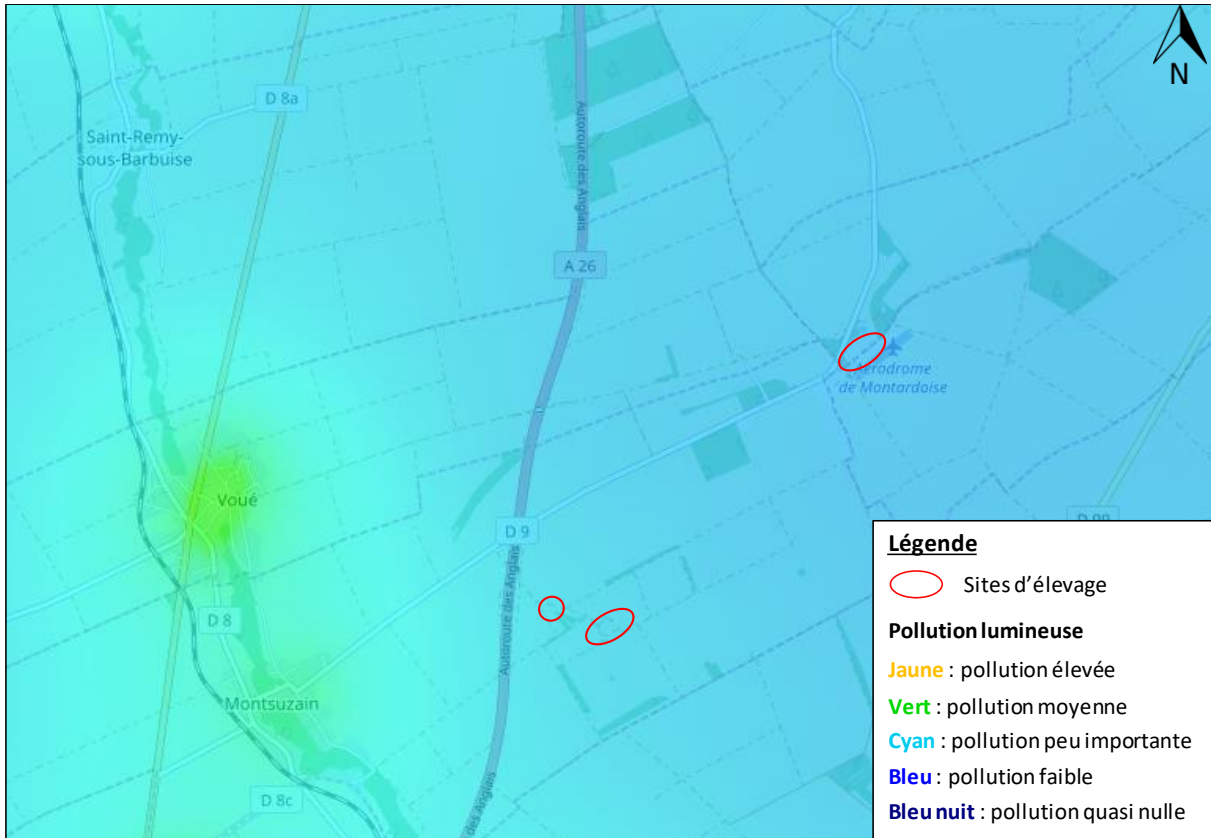 N
D 8a
Saint-Remy-
sous-Barbuise
Autoroute des Anglais
A 26
Aérodrome
de Montardoise
Voué
D 9
D 8
Autoroute des Anglais
Montsuzain
D 8c
des Anglais
Légende
Sites d’élevage
Pollution lumineuse
Jaune : pollution élevée
Vert : pollution moyenne
Cyan : pollution peu importante
Bleu : pollution faible
Bleu nuit : pollution quasi nulle